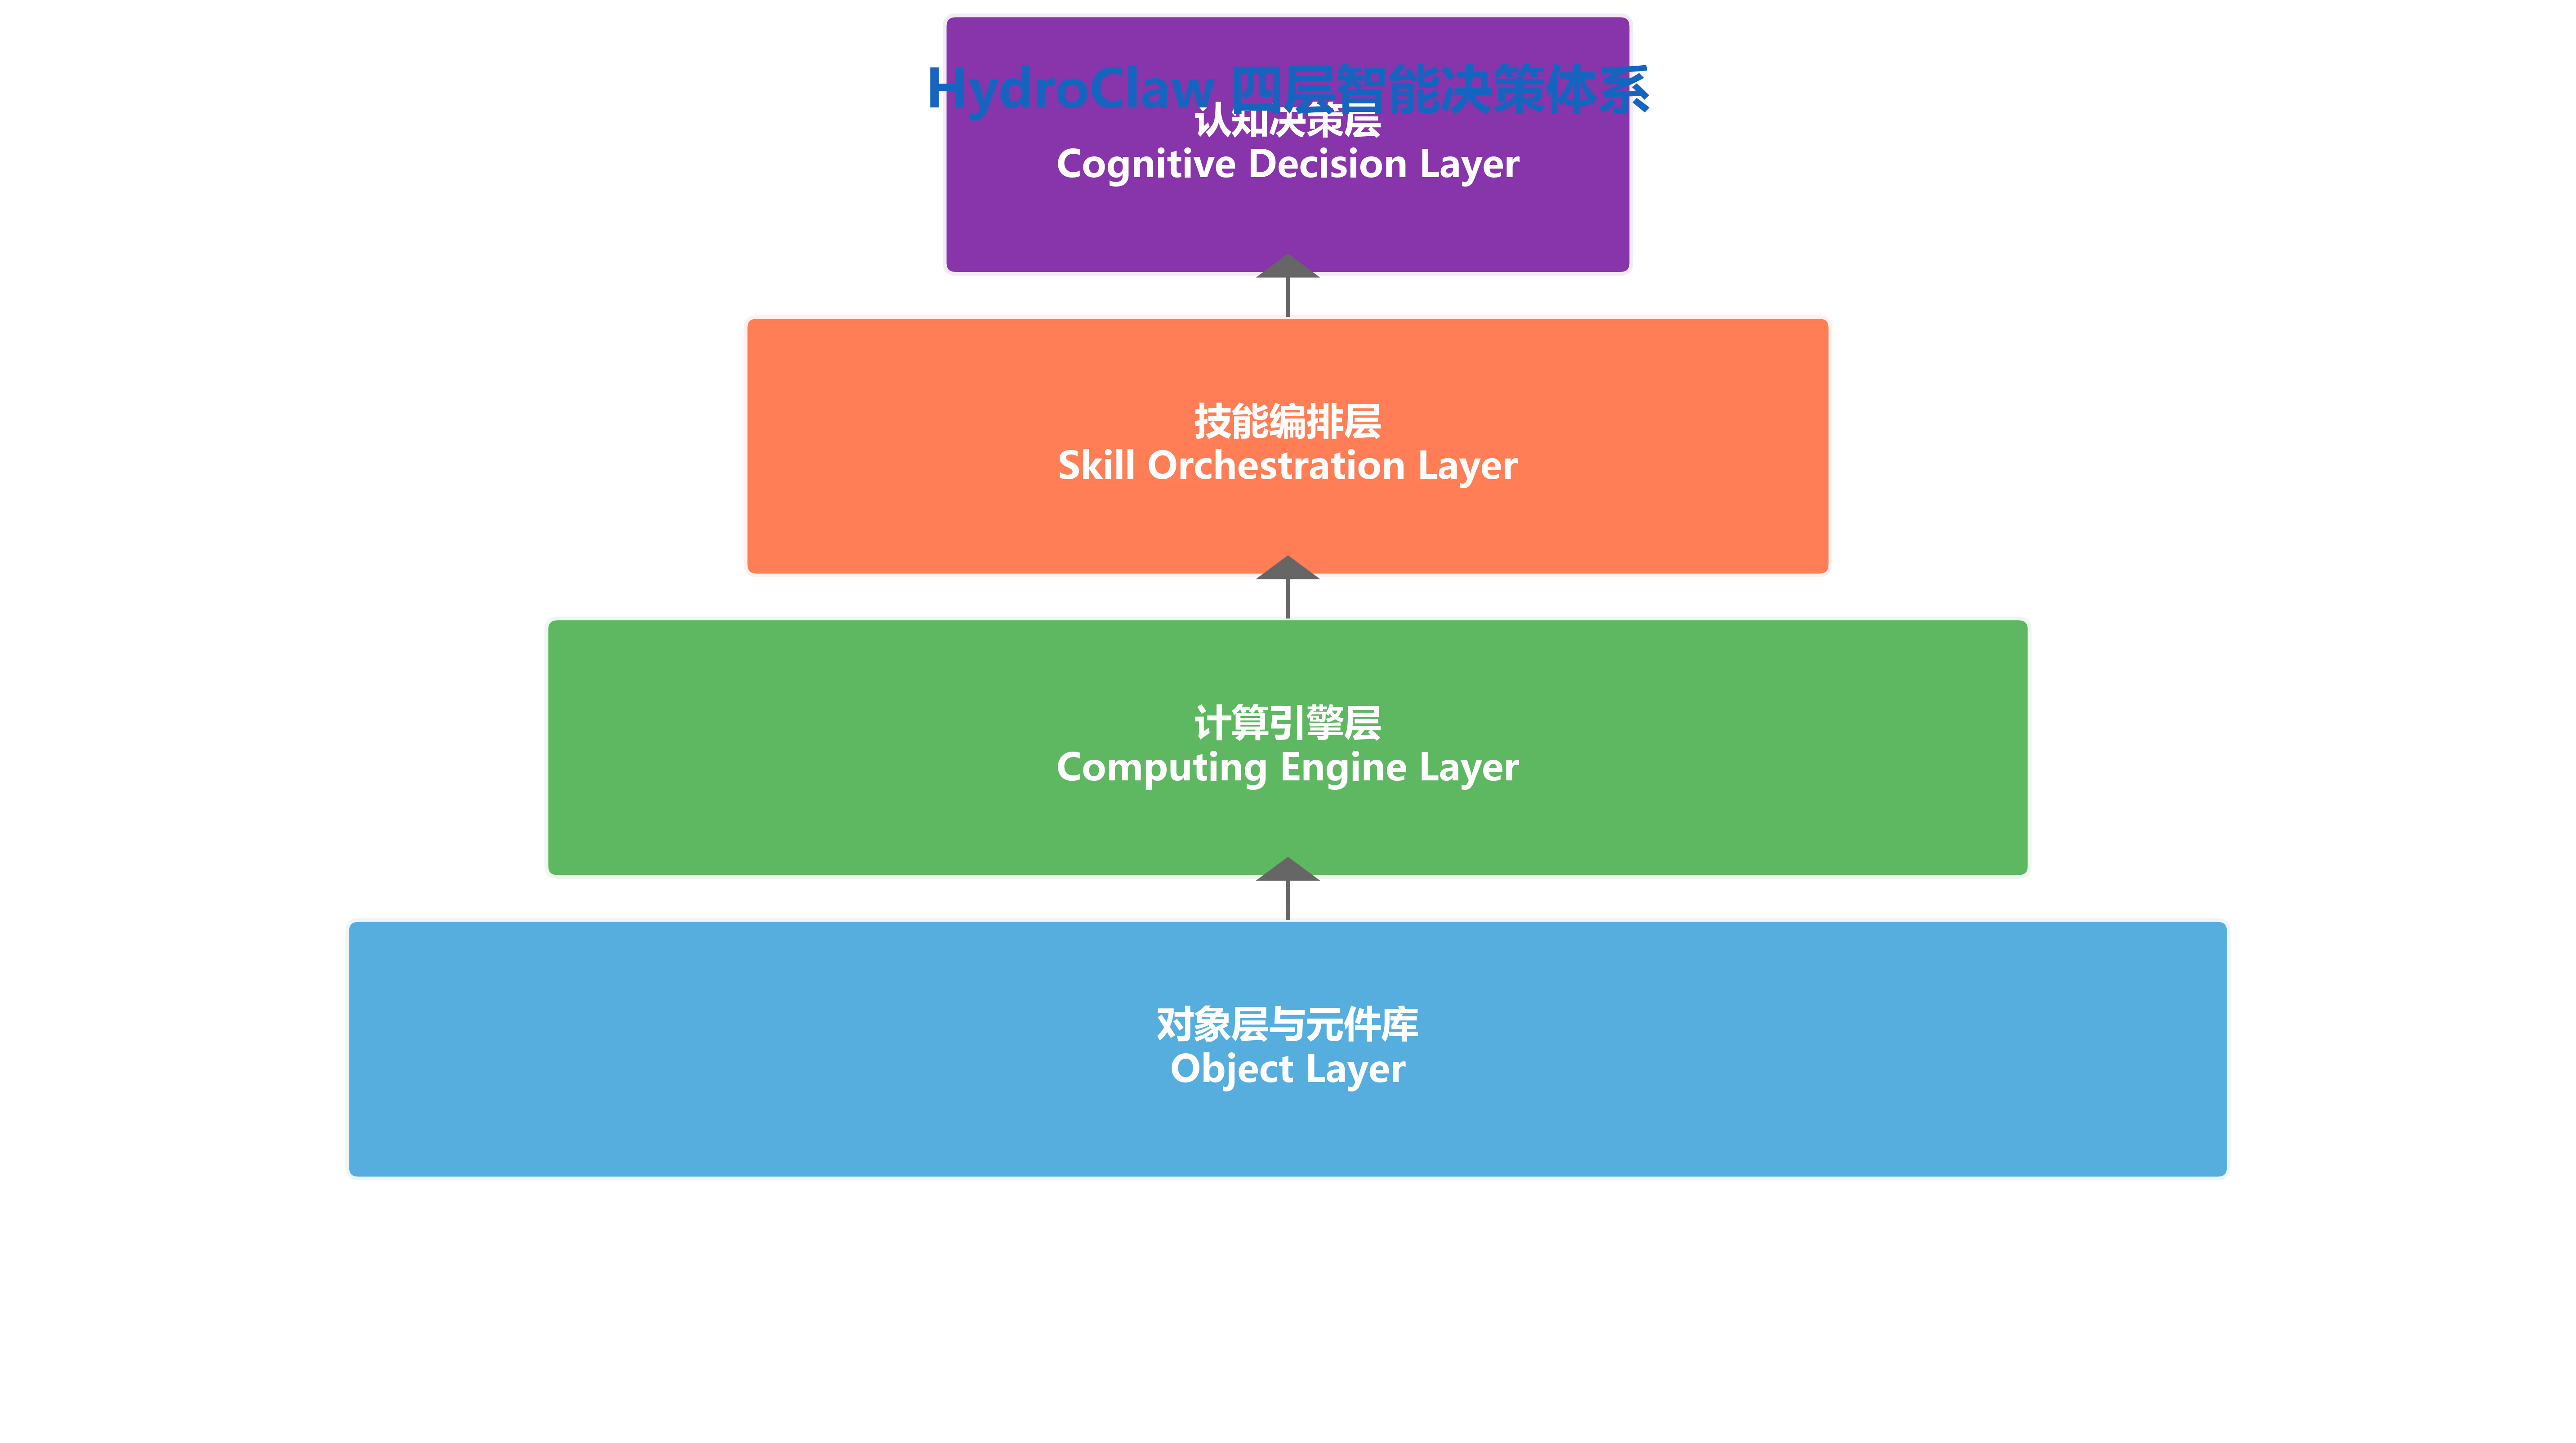 HydroClaw 四层智能决策体系
认知决策层
Cognitive Decision Layer
技能编排层
Skill Orchestration Layer
计算引擎层
Computing Engine Layer
对象层与元件库
Object Layer